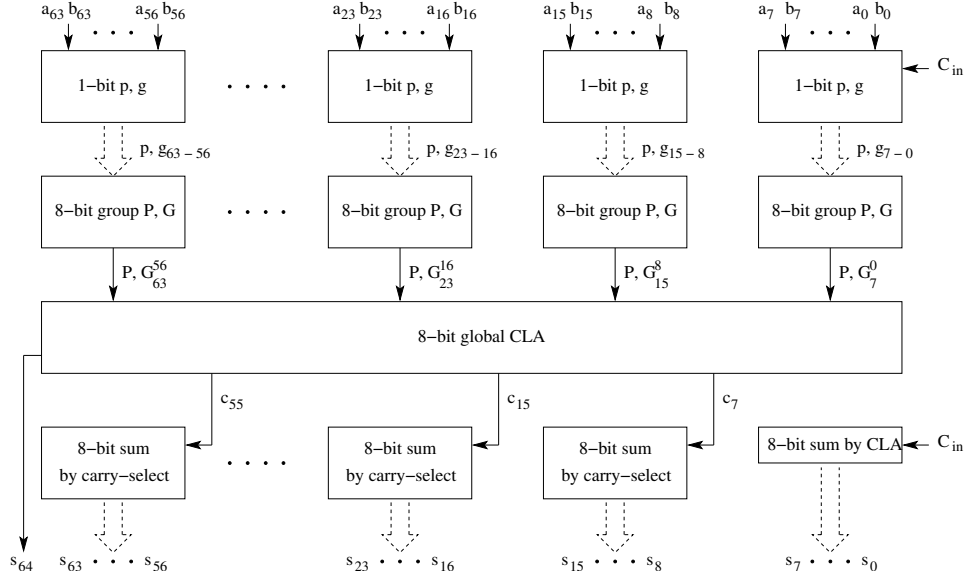 a63 b63 a56 b56 a23 b23 a16 b16 a15 b15 a8 b8 a7 b7 a0 b0
1−bit p, g 1−bit p, g 1−bit p, g 1−bit p, g Cin
p, g63−56 p, g23−16 p, g15−8 p, g7−0
8−bit group P, G 8−bit group P, G 8−bit group P, G 8−bit group P, G
P, G^56_63 P, G^16_23 P, G^8_15 P, G^0_7
8−bit global CLA
c55 c15 c7
8−bit sum 8−bit sum 8−bit sum 8−bit sum by CLA Cin
by carry−select by carry−select by carry−select
s64 s63 s56 s23 s16 s15 s8 s7 s0